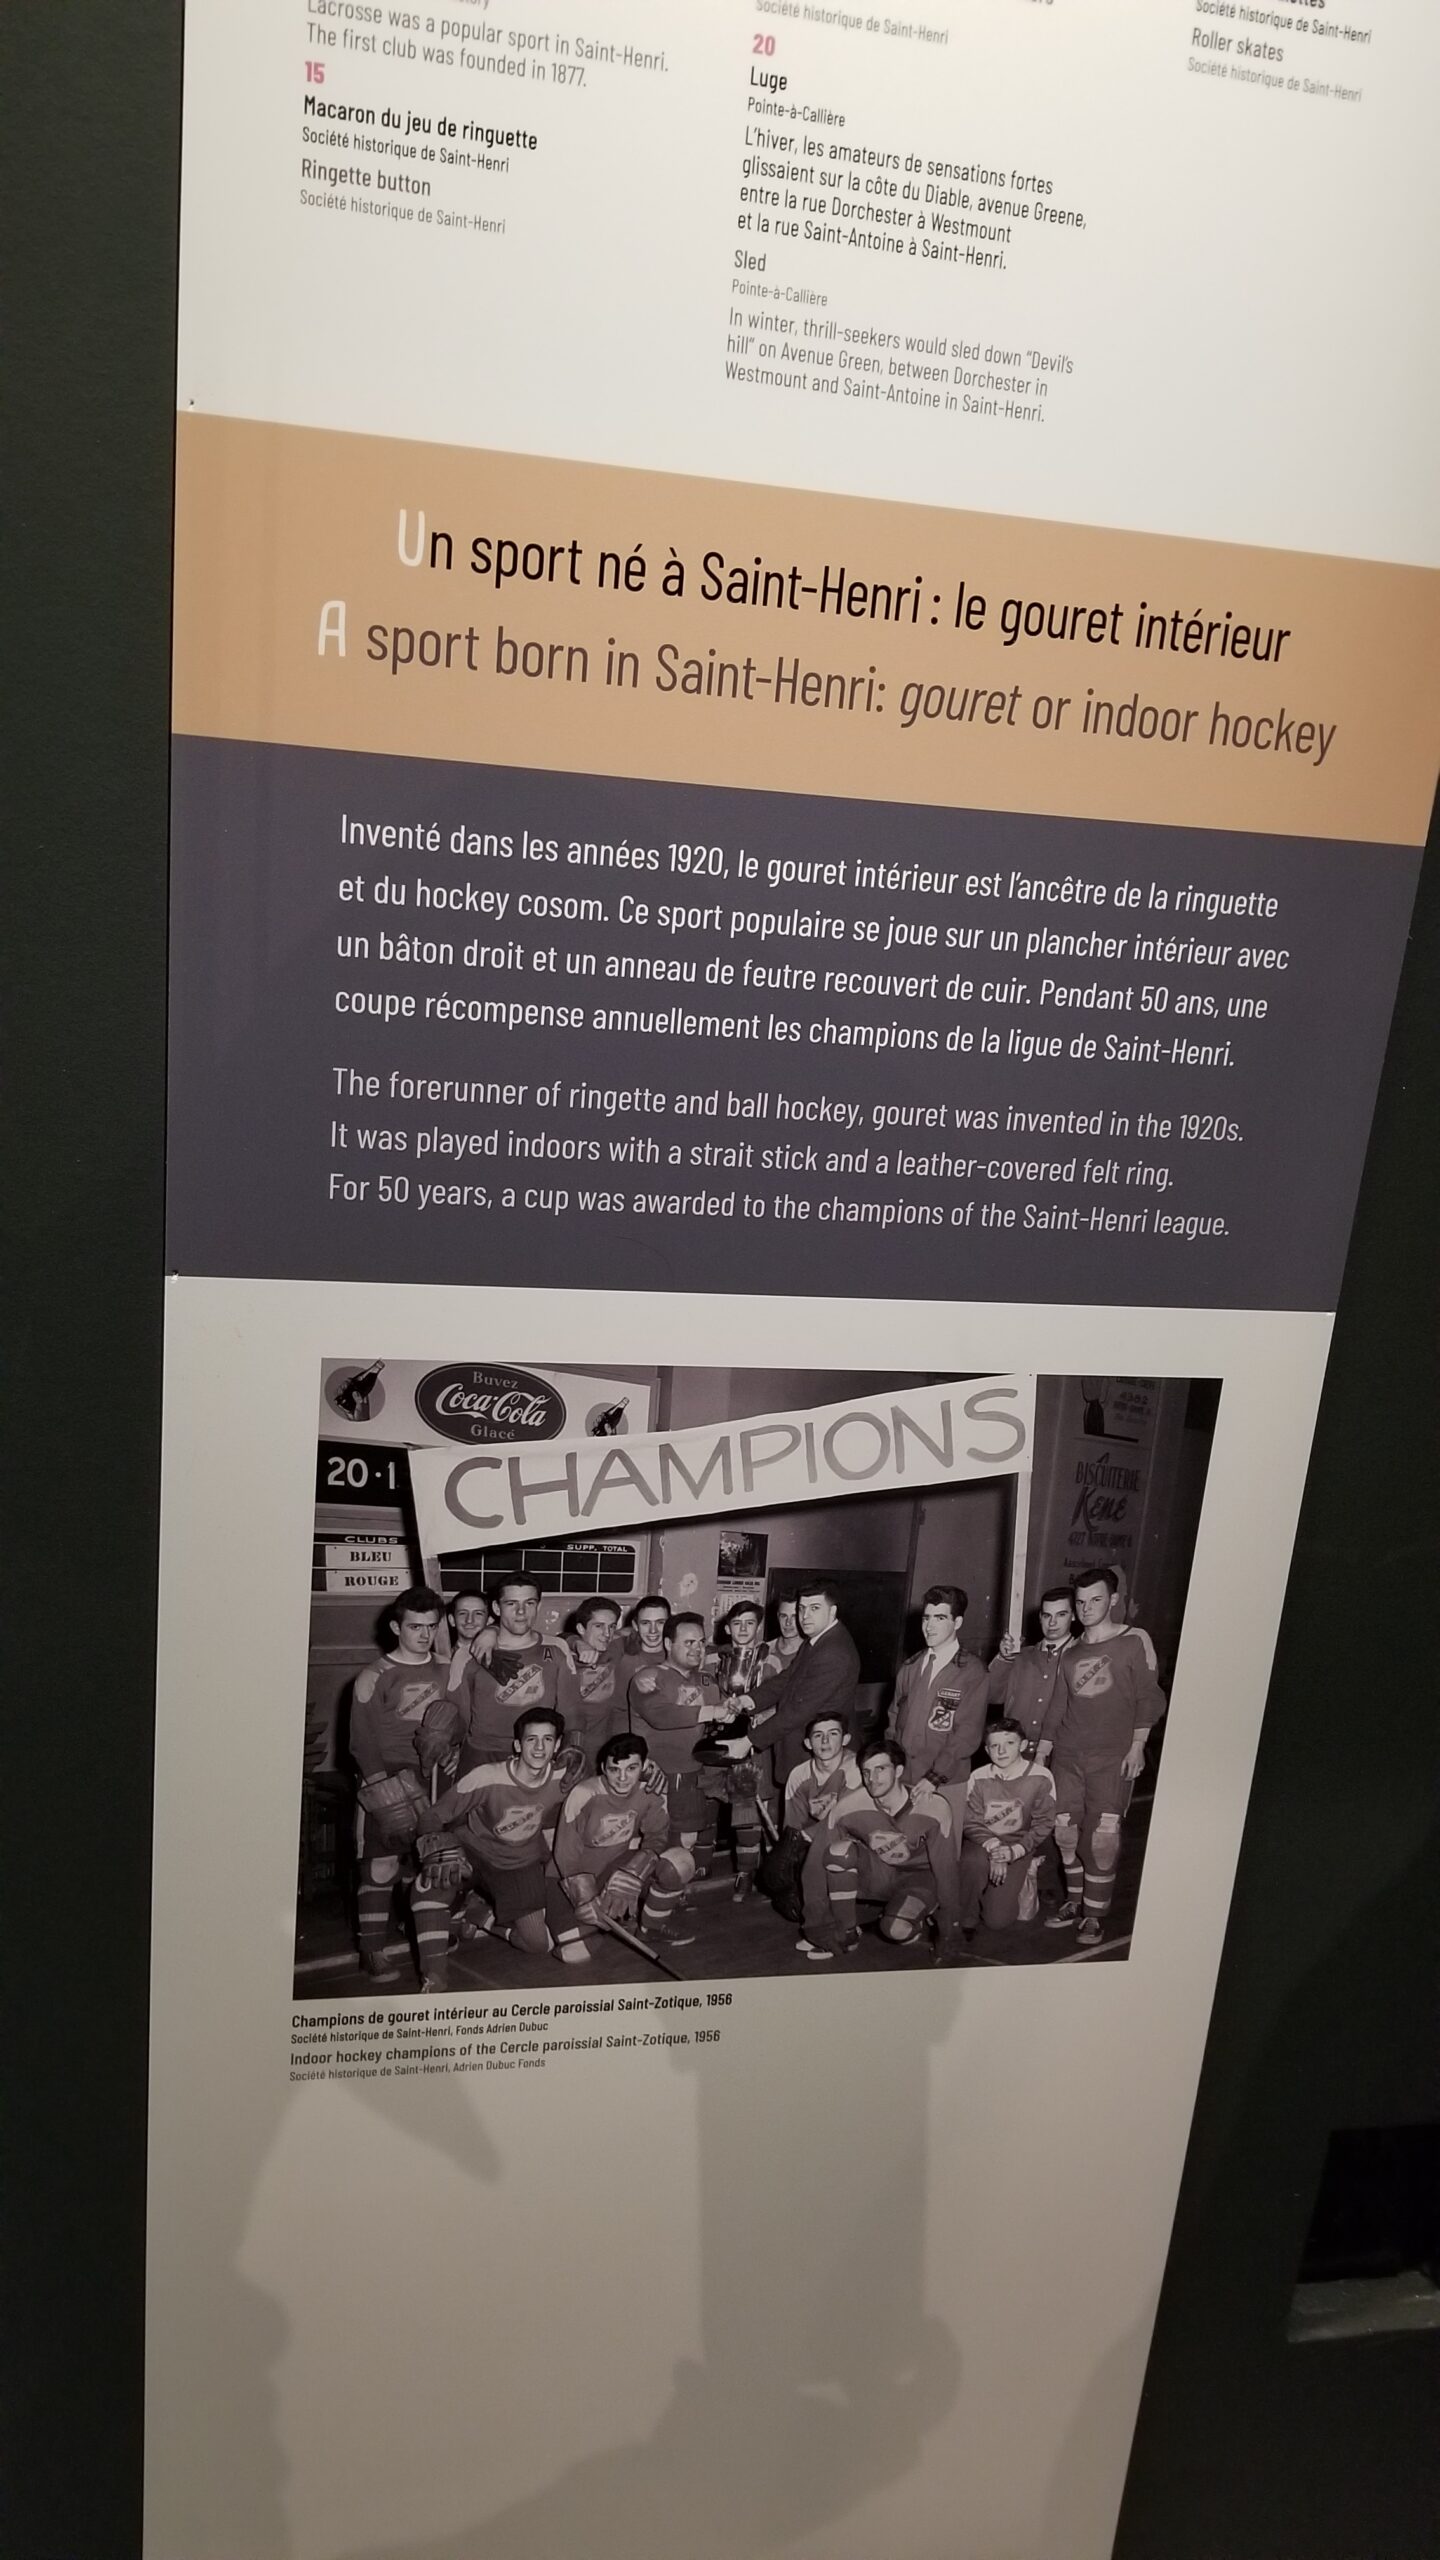 Lacrosse was a popular sport in Saint-Henri.
The first club was founded in 1877.
15
Macaron du jeu de ringuette
Société historique de Saint-Henri
Ringette button
Société historique de Saint-Henri
Société historique de Saint-Henri
20
Luge
Pointe-à-Callière
L'hiver, les amateurs de sensations fortes
glissaient sur la côte du Diable, avenue Greene,
entre la rue Dorchester à Westmount
et la rue Saint-Antoine à Saint-Henri.
Sled
Pointe-à-Callière
In winter, thrill-seekers would sled down “Devil's
hill” on Avenue Green, between Dorchester in
Westmount and Saint-Antoine in Saint-Henri.
Société historique de Saint-Henri
Roller skates
Société historique de Saint-Henri
Un sport né à Saint-Henri : le gouret intérieur
A sport born in Saint-Henri: gouret or indoor hockey
Inventé dans les années 1920, le gouret intérieur est l'ancêtre de la ringuette
et du hockey cosom. Ce sport populaire se joue sur un plancher intérieur avec
un bâton droit et un anneau de feutre recouvert de cuir. Pendant 50 ans, une
coupe récompense annuellement les champions de la ligue de Saint-Henri.
The forerunner of ringette and ball hockey, gouret was invented in the 1920s.
It was played indoors with a strait stick and a leather-covered felt ring.
For 50 years, a cup was awarded to the champions of the Saint-Henri league.
Buvez
Coca-Cola
Glacé
CHAMPIONS
20·1
CLUBS
BLEU
ROUGE
SUPP. TOTAL
BISCUITERIE
Kené
Champions de gouret intérieur au Cercle paroissial Saint-Zotique, 1956
Société historique de Saint-Henri, Fonds Adrien Dubuc
Indoor hockey champions of the Cercle paroissial Saint-Zotique, 1956
Société historique de Saint-Henri, Adrien Dubuc Fonds